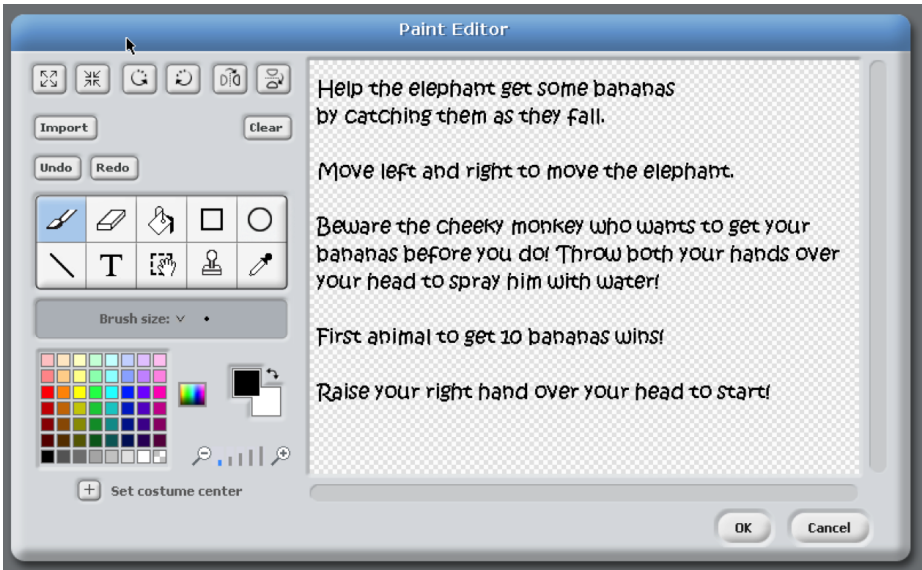 Paint Editor
Import
Clear
Undo
Redo
T
Brush size:
Set costume center
Help the elephant get some bananas
by catching them as they fall.
Move left and right to move the elephant.
Beware the cheeky monkey who wants to get your
bananas before you do! Throw both your hands over
your head to spray him with water!
First animal to get 10 bananas wins!
Raise your right hand over your head to start!
OK
Cancel